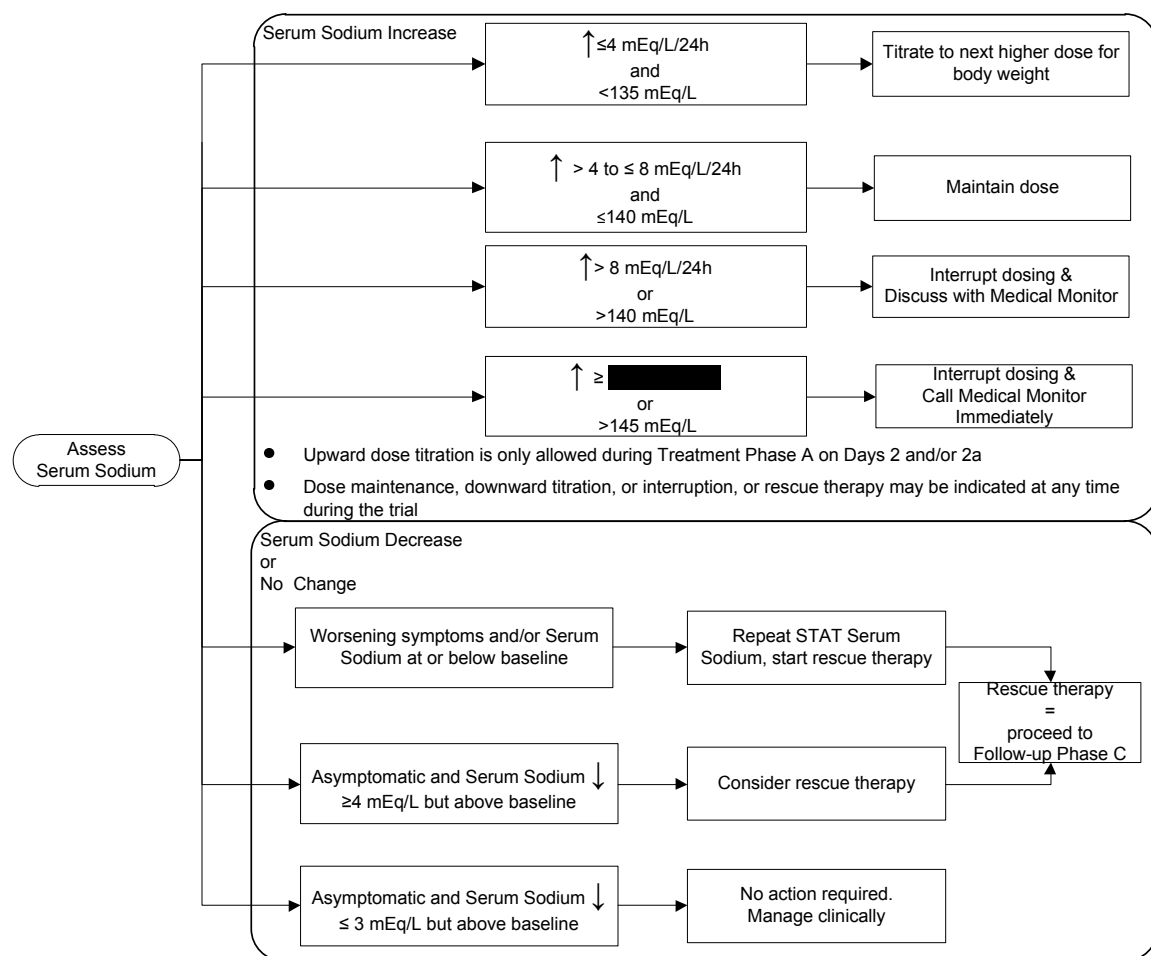 Serum Sodium Increase
↑≤4 mEq/L/24h
and
<135 mEq/L
Titrate to next higher dose for
body weight
↑ > 4 to ≤ 8 mEq/L/24h
and
≤140 mEq/L
Maintain dose
↑> 8 mEq/L/24h
or
>140 mEq/L
Interrupt dosing &
Discuss with Medical Monitor
↑ ≥
or
>145 mEq/L
Interrupt dosing &
Call Medical Monitor
Immediately
Assess
Serum Sodium
● Upward dose titration is only allowed during Treatment Phase A on Days 2 and/or 2a
● Dose maintenance, downward titration, or interruption, or rescue therapy may be indicated at any time
during the trial
Serum Sodium Decrease
or
No Change
Worsening symptoms and/or Serum
Sodium at or below baseline
Repeat STAT Serum
Sodium, start rescue therapy
Rescue therapy
=
proceed to
Follow-up Phase C
Asymptomatic and Serum Sodium ↓
≥4 mEq/L but above baseline
Consider rescue therapy
Asymptomatic and Serum Sodium ↓
≤ 3 mEq/L but above baseline
No action required.
Manage clinically